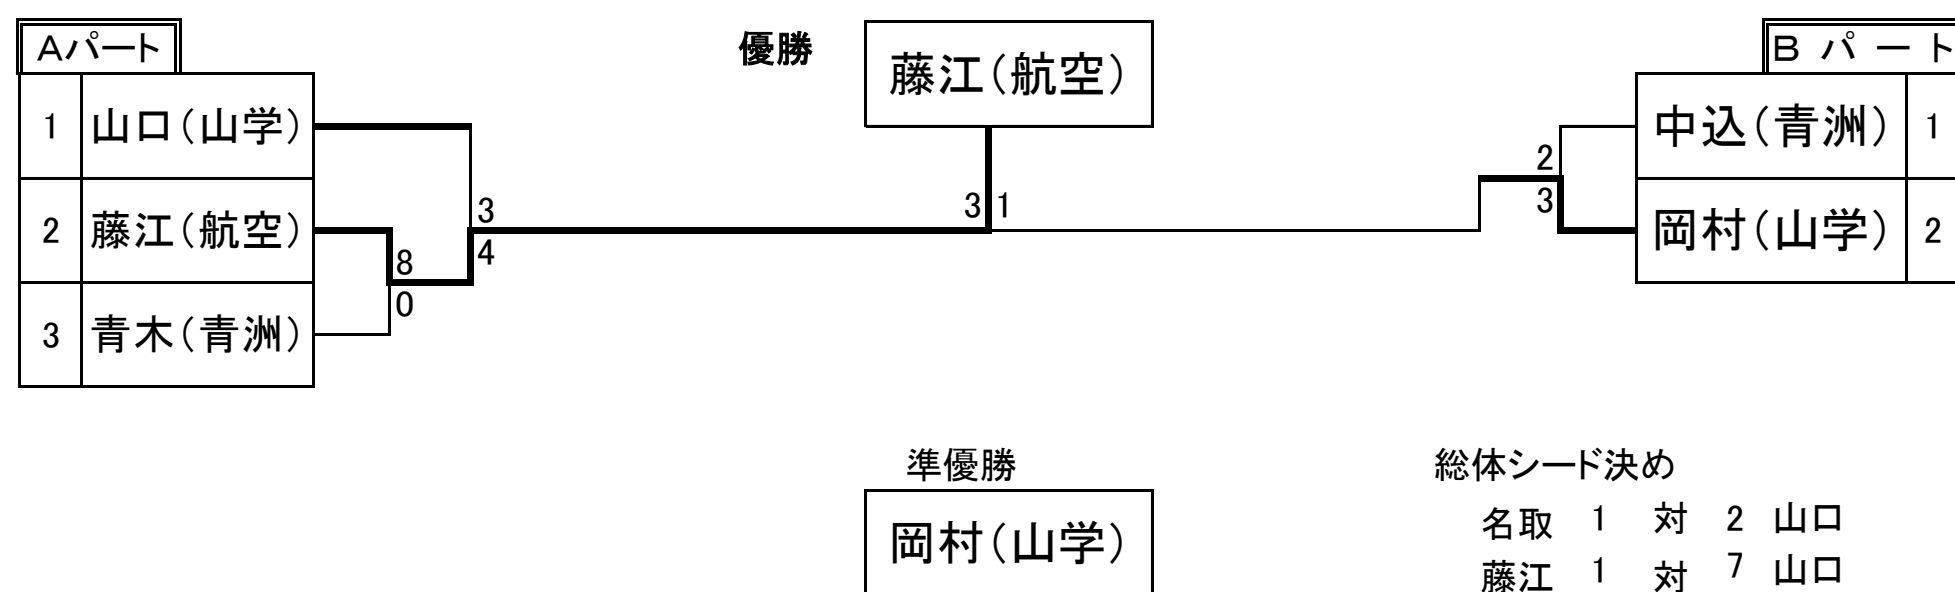 Aパート
優勝
藤江(航空)
B パ ー ト
1 山口(山学)
2 藤江(航空)
3 青木(青洲)
8
0
3
4
3 1
2
3
中込(青洲) 1
岡村(山学) 2
準優勝
岡村(山学)
総体シード決め
名取 1 対 2 山口
藤江 1 対 7 山口